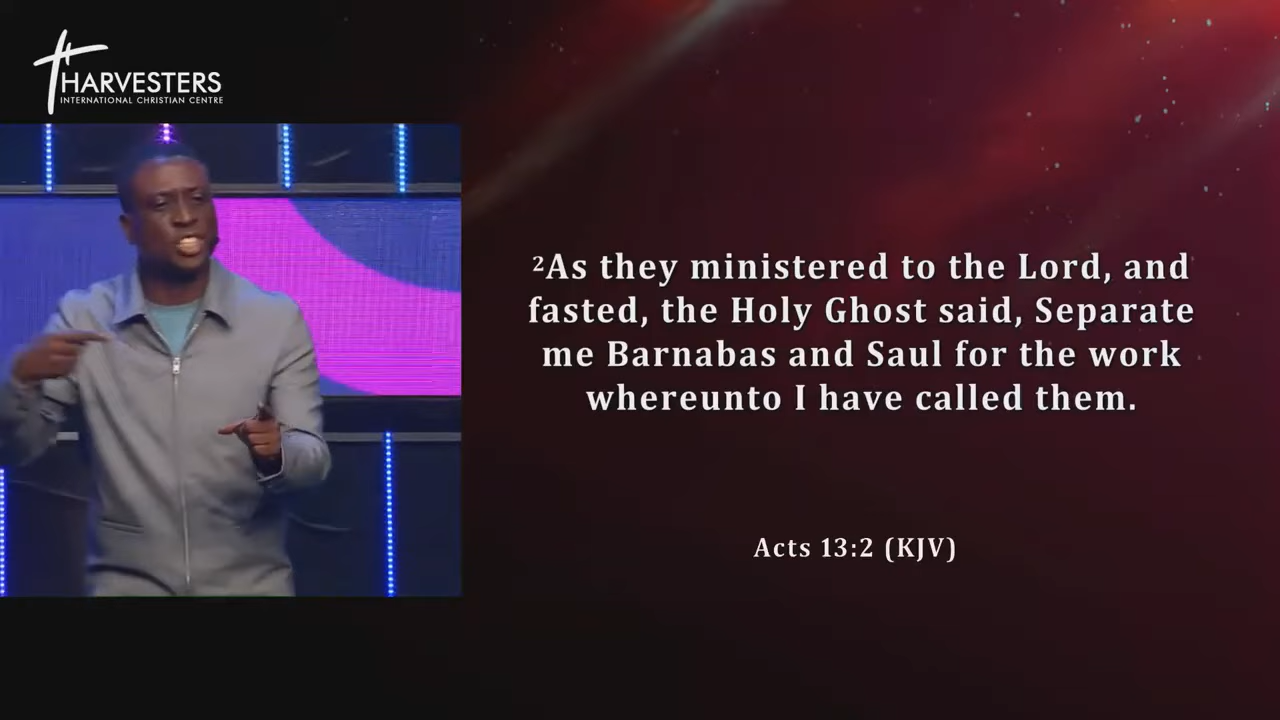 HARVESTERS
INTERNATIONAL CHRISTIAN CENTRE
²As they ministered to the Lord, and
fasted, the Holy Ghost said, Separate
me Barnabas and Saul for the work
whereunto I have called them.
Acts 13:2 (KJV)